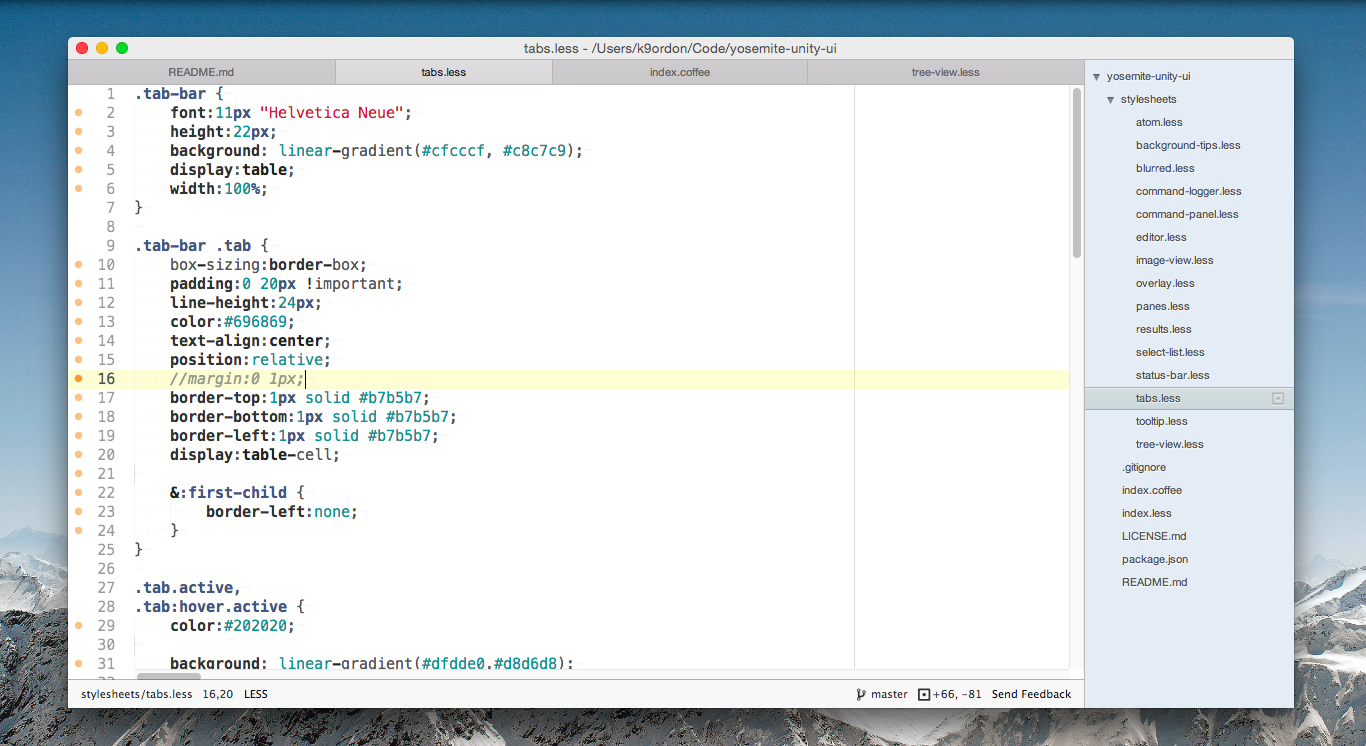 tabs.less - /Users/k9ordon/Code/yosemite-unity-ui
README.md tabs.less index.coffee tree-view.less
1 .tab-bar {
2 font:11px "Helvetica Neue";
3 height:22px;
4 background: linear-gradient(#cfcccf, #c8c7c9);
5 display:table;
6 width:100%;
7 }
8
9 .tab-bar .tab {
10 box-sizing:border-box;
11 padding:0 20px !important;
12 line-height:24px;
13 color:#696869;
14 text-align:center;
15 position:relative;
16 //margin:0 1px;
17 border-top:1px solid #b7b5b7;
18 border-bottom:1px solid #b7b5b7;
19 border-left:1px solid #b7b5b7;
20 display:table-cell;
21
22 &:first-child {
23 border-left:none;
24 }
25 }
26
27 .tab.active,
28 .tab:hover.active {
29 color:#202020;
30
31 background: linear-gradient(#dfdde0,#d8d6d8);
yosemite-unity-ui
stylesheets
atom.less
background-tips.less
blurred.less
command-logger.less
command-panel.less
editor.less
image-view.less
overlay.less
panes.less
results.less
select-list.less
status-bar.less
tabs.less
tooltip.less
tree-view.less
.gitignore
index.coffee
index.less
LICENSE.md
package.json
README.md
stylesheets/tabs.less 16,20 LESS master +66, -81 Send Feedback